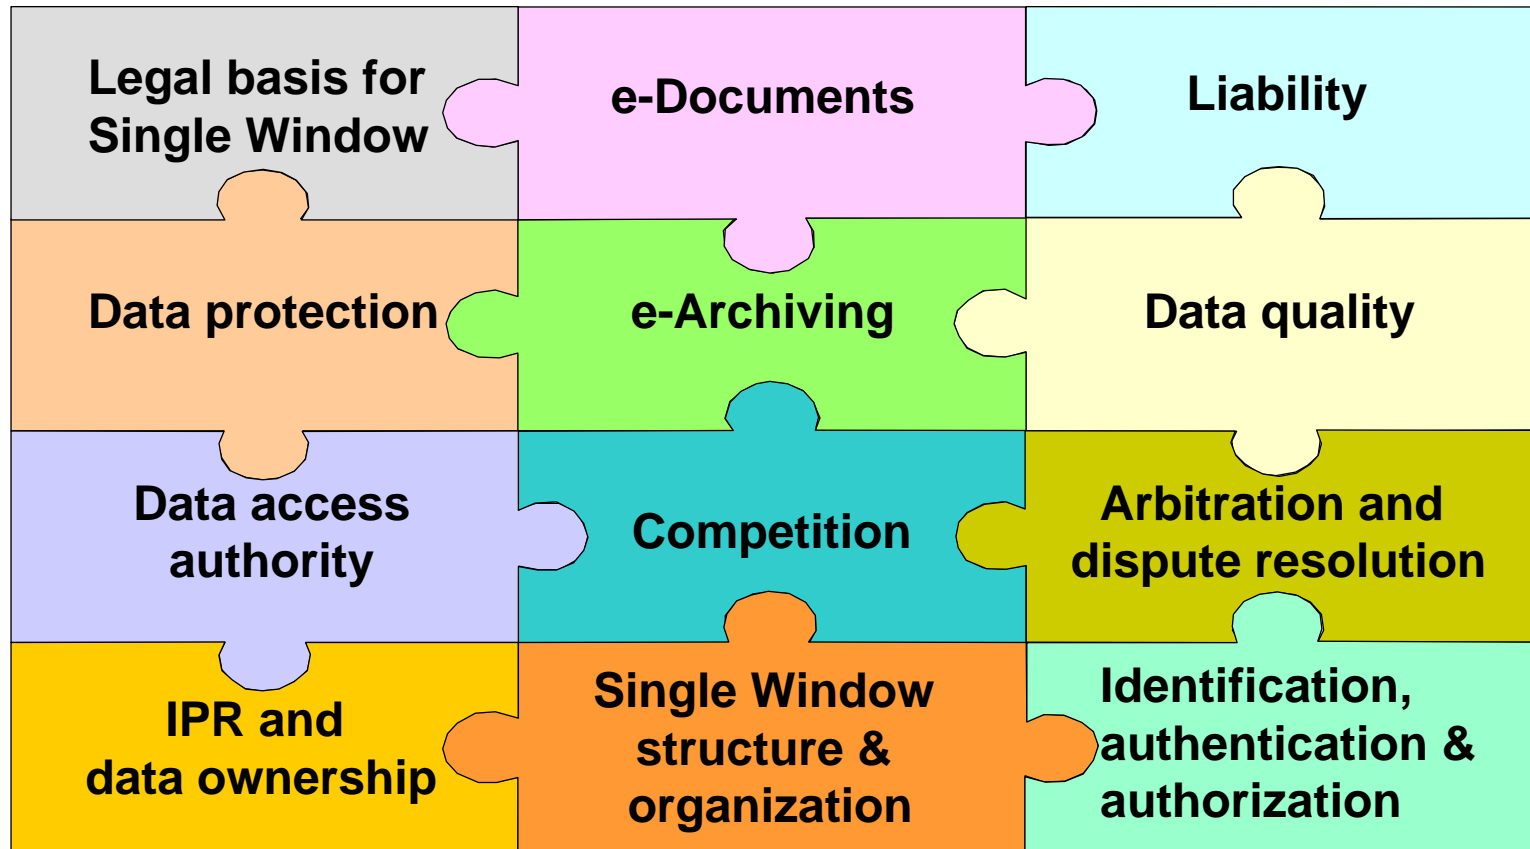 Legal basis for
Single Window
e-Documents
Liability
Data protection
e-Archiving
Data quality
Data access
authority
Competition
Arbitration and
dispute resolution
IPR and
data ownership
Single Window
structure &
organization
Identification,
authentication &
authorization